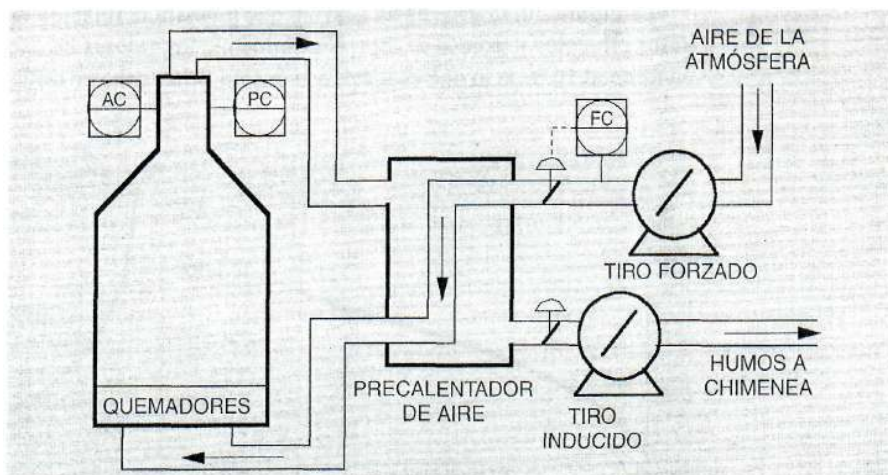 AIRE DE LA
ATMÓSFERA
AC
PC
FC
TIRO FORZADO
QUEMADORES
PRECALENTADOR
DE AIRE
TIRO
INDUCIDO
HUMOS A
CHIMENEA